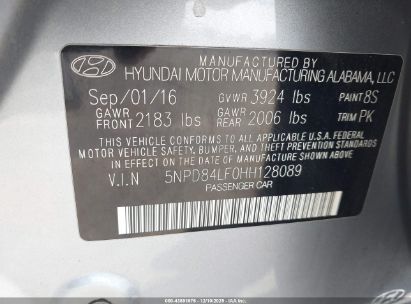 MANUFACTURED BY
HYUNDAI MOTOR MANUFACTURING ALABAMA, LLC
Sep/01/16 GVWR 3924 lbs PAINT 8S
GAWR FRONT 2183 lbs GAWR REAR 2006 lbs TRIM PK
THIS VEHICLE CONFORMS TO ALL APPLICABLE U.S.A. FEDERAL
MOTOR VEHICLE SAFETY, BUMPER, AND THEFT PREVENTION STANDARDS
IN EFFECT ON THE DATE OF MANUFACTURE SHOWN ABOVE.
V.I.N 5NPD84LF0HH128089
PASSENGER CAR